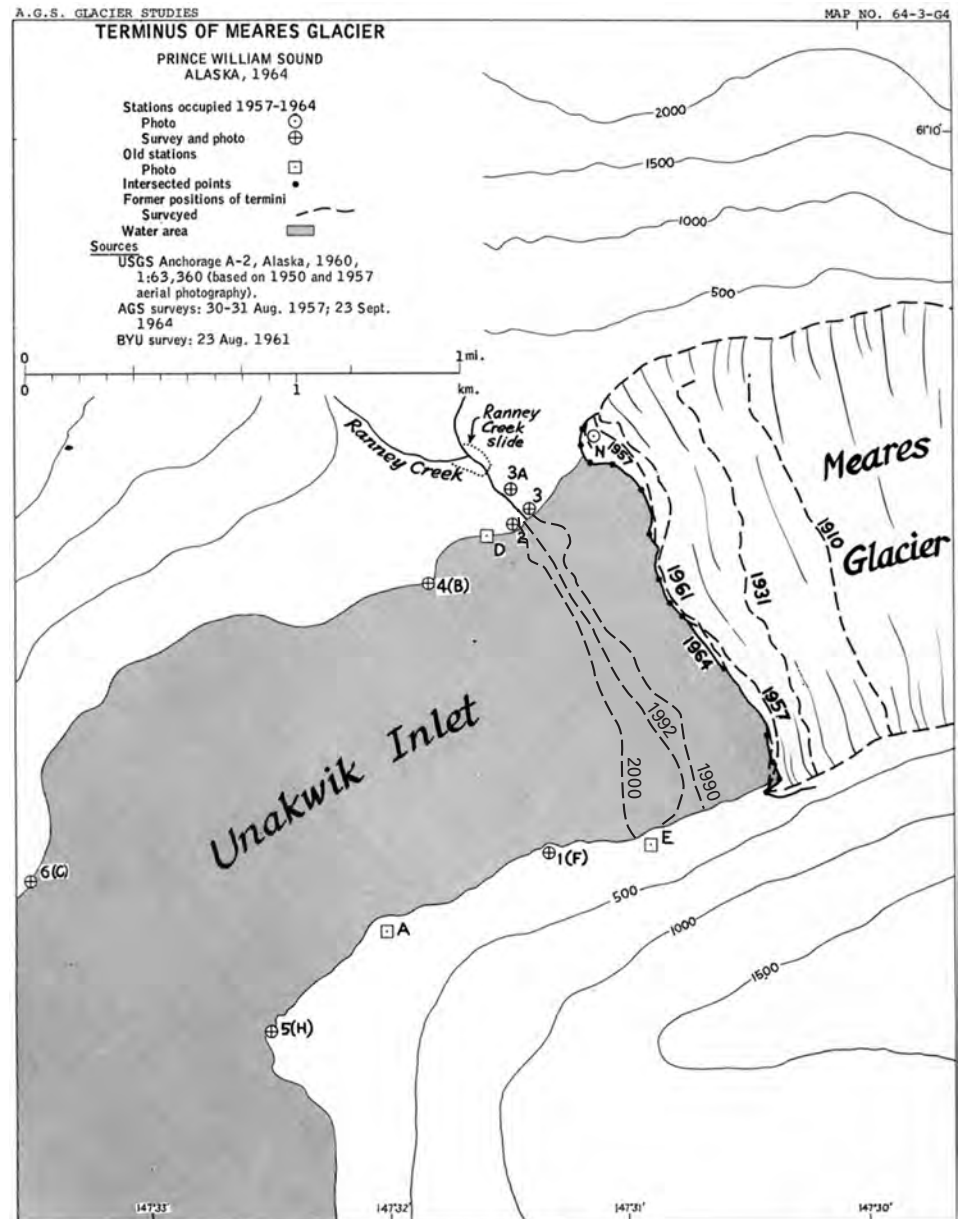 A.G.S. GLACIER STUDIES
MAP NO. 64-3-G4
TERMINUS OF MEARES GLACIER
PRINCE WILLIAM SOUND
ALASKA, 1964
Stations occupied 1957-1964
Photo
Survey and photo
Old stations
Photo
Intersected points
Former positions of termini
Surveyed
Water area
Sources
USGS Anchorage A-2, Alaska, 1960,
1:63,360 (based on 1950 and 1957
aerial photography).
AGS surveys: 30-31 Aug. 1957; 23 Sept.
1964
BYU survey: 23 Aug. 1961
0
1 mi.
0
1
km.
2000
61°10'
1500
1000
500
Ranney
Creek
slide
Ranney Creek
3A
3
1
2
D
4(B)
N
1957
Meares
Glacier
1910
1931
1961
1964
1957
1992
1990
2000
Unakwik Inlet
E
1(F)
6(C)
A
5(H)
500
1000
1500
147°33'
147°32'
147°31'
147°30'